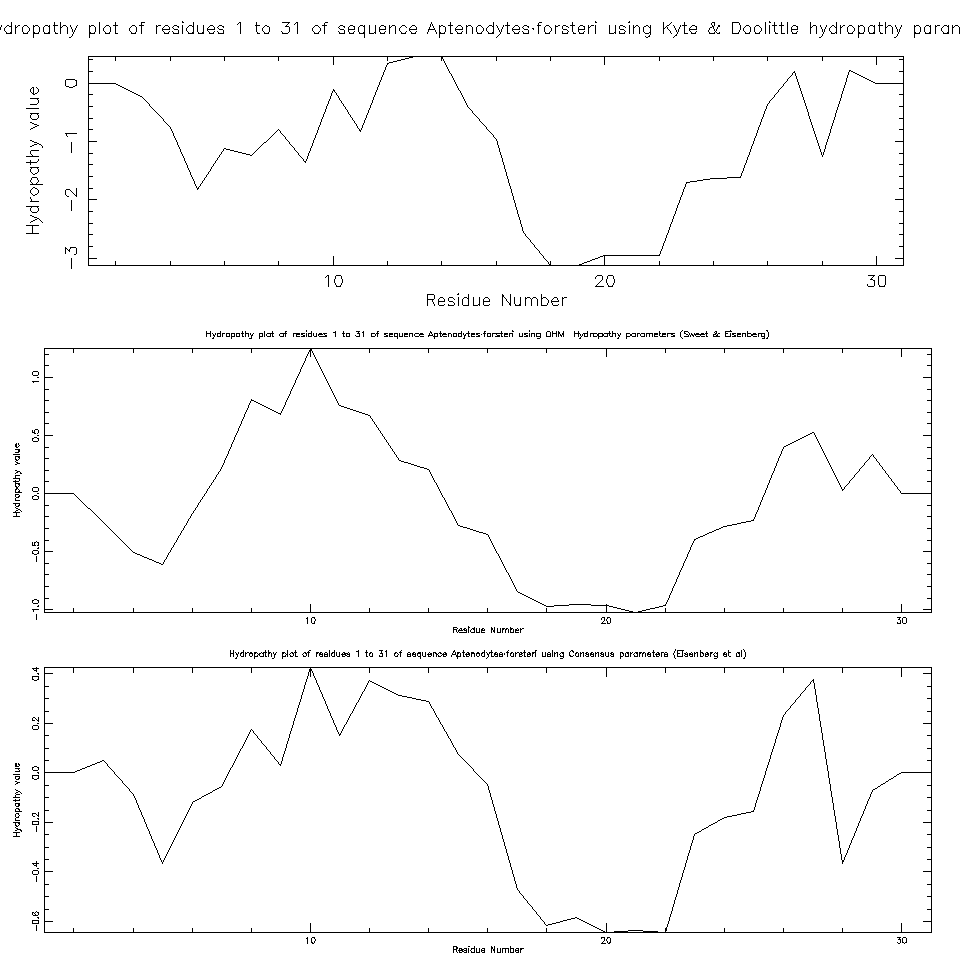 ydropathy plot of residues 1 to 31 of sequence Aptenodytes-forsteri using Kyte & Doolittle hydropathy param
Hydropathy value
0
-1
-2
-3
10 20 30
Residue Number
Hydropathy plot of residues 1 to 31 of sequence Aptenodytes-forsteri using OHM Hydropathy parameters (Sweet & Eisenberg)
Hydropathy value
1.0
0.5
0.0
-0.5
-1.0
10 20 30
Residue Number
Hydropathy plot of residues 1 to 31 of sequence Aptenodytes-forsteri using Consensus parameters (Eisenberg et al)
Hydropathy value
0.4
0.2
0.0
-0.2
-0.4
-0.6
10 20 30
Residue Number